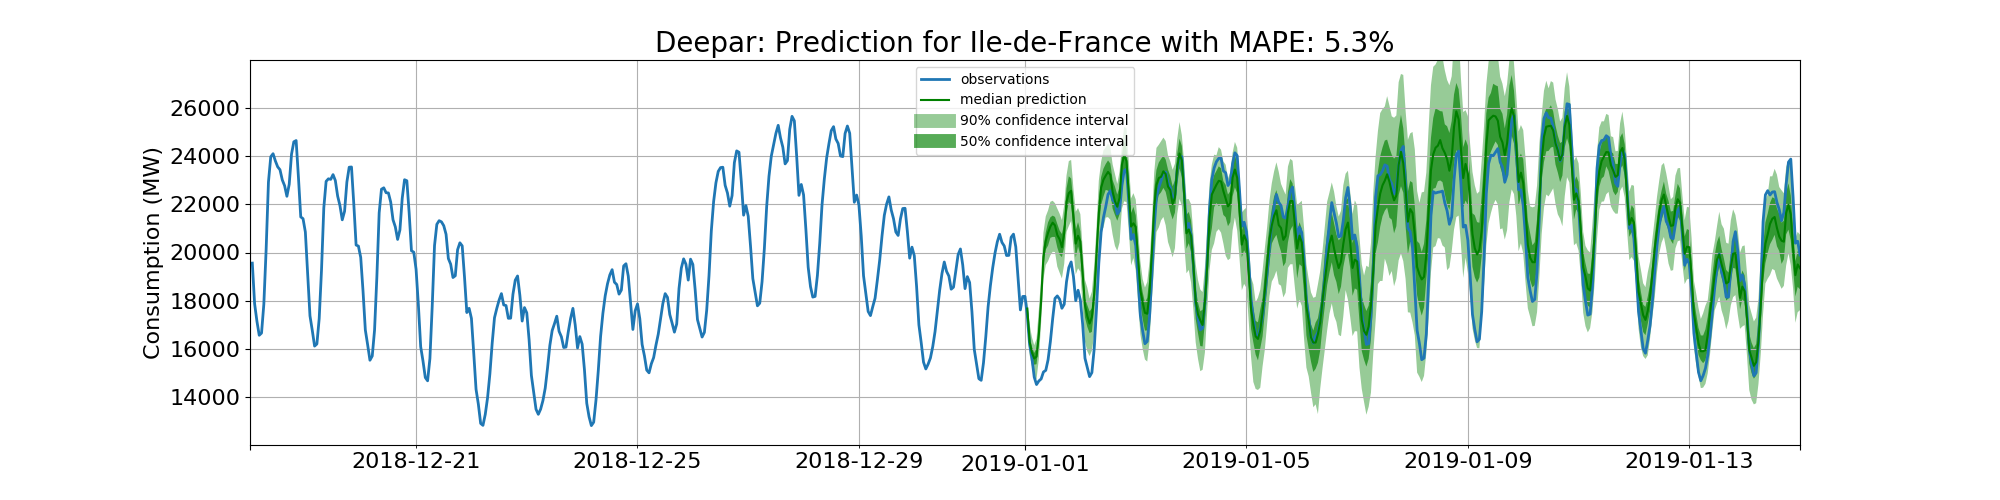 Deepar: Prediction for Ile-de-France with MAPE: 5.3%
observations
median prediction
90% confidence interval
50% confidence interval
Consumption (MW)
26000
24000
22000
20000
18000
16000
14000
2018-12-21
2018-12-25
2018-12-29
2019-01-01
2019-01-05
2019-01-09
2019-01-13